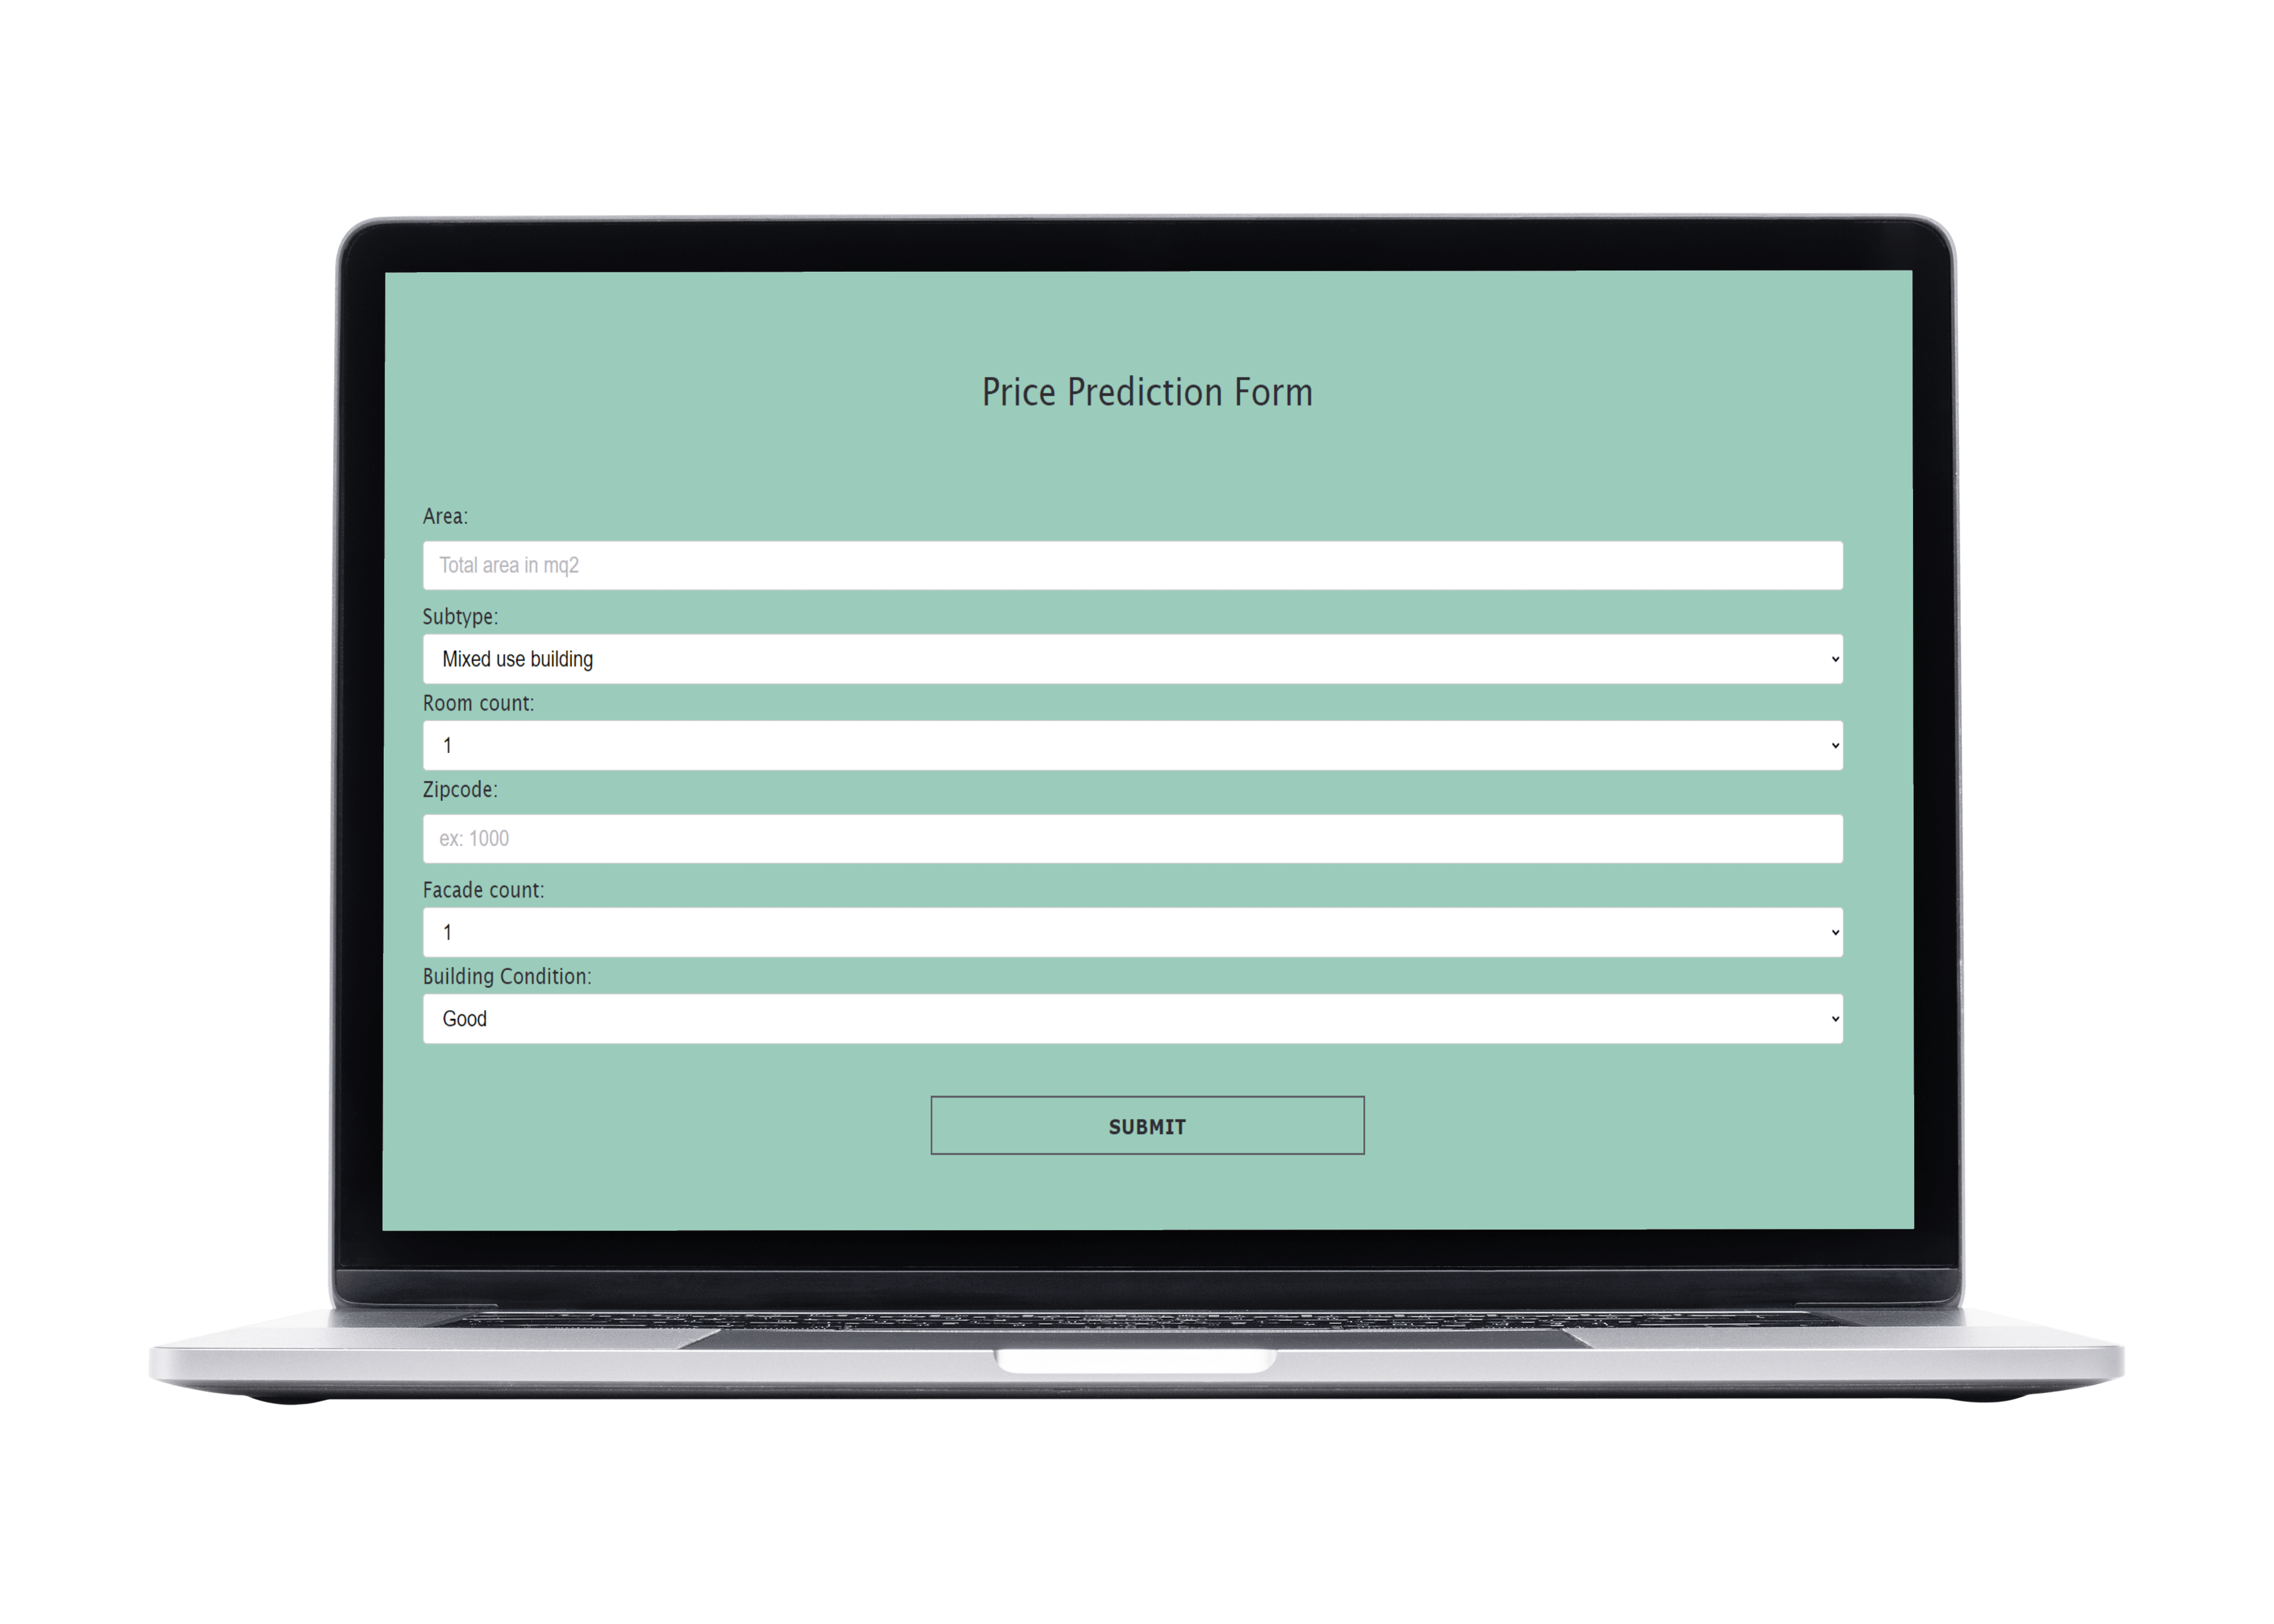 Price Prediction Form
Area:
Total area in mq2
Subtype:
Mixed use building
Room count:
1
Zipcode:
ex: 1000
Facade count:
1
Building Condition:
Good
SUBMIT